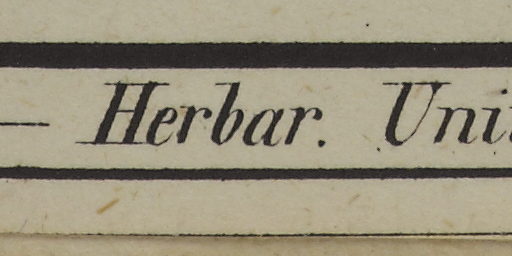 — Herbar. Uni